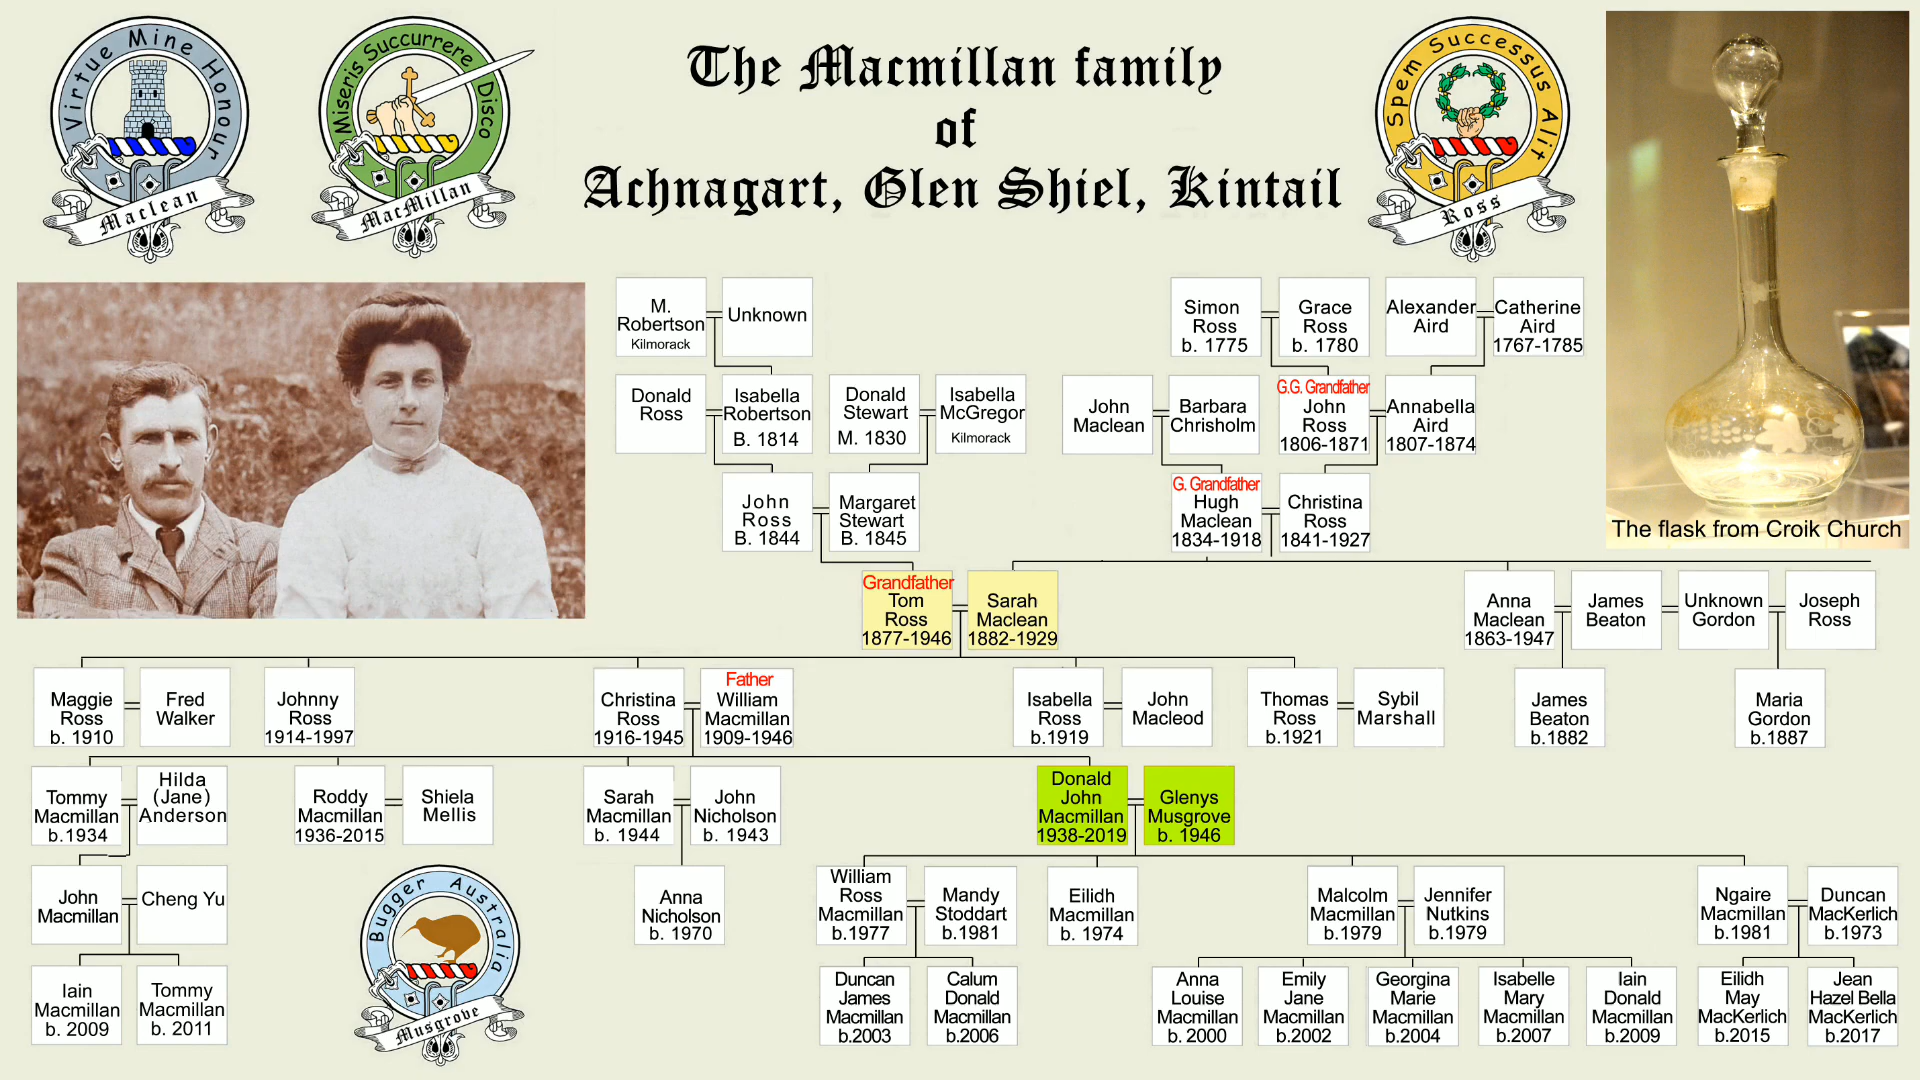 Virtue Mine Honour
Maclean
Miseris Succurrere Disco
MacMillan
The Macmillan family
of
Achnagart, Glen Shiel, Kintail
Spem Successus Alit
Ross
The flask from Croik Church
M.
Robertson
Kilmorack
Unknown
Simon
Ross
b. 1775
Grace
Ross
b. 1780
Alexander
Aird
Catherine
Aird
1767-1785
Donald
Ross
Isabella
Robertson
B. 1814
Donald
Stewart
M. 1830
Isabella
McGregor
Kilmorack
John
Maclean
Barbara
Chrisholm
G.G. Grandfather
John
Ross
1806-1871
Annabella
Aird
1807-1874
John
Ross
B. 1844
Margaret
Stewart
B. 1845
G. Grandfather
Hugh
Maclean
1834-1918
Christina
Ross
1841-1927
Grandfather
Tom
Ross
1877-1946
Sarah
Maclean
1882-1929
Anna
Maclean
1863-1947
James
Beaton
Unknown
Gordon
Joseph
Ross
Maggie
Ross
b. 1910
Fred
Walker
Johnny
Ross
1914-1997
Christina
Ross
1916-1945
Father
William
Macmillan
1909-1946
Isabella
Ross
b.1919
John
Macleod
Thomas
Ross
b.1921
Sybil
Marshall
James
Beaton
b.1882
Maria
Gordon
b.1887
Tommy
Macmillan
b.1934
Hilda
(Jane)
Anderson
Roddy
Macmillan
1936-2015
Shiela
Mellis
Sarah
Macmillan
b. 1944
John
Nicholson
b. 1943
Donald
John
Macmillan
1938-2019
Glenys
Musgrove
b. 1946
John
Macmillan
Cheng Yu
Bugger Australia
Musgrove
Anna
Nicholson
b. 1970
William
Ross
Macmillan
b.1977
Mandy
Stoddart
b.1981
Eilidh
Macmillan
b. 1974
Malcolm
Macmillan
b.1979
Jennifer
Nutkins
b.1979
Ngaire
Macmillan
b.1981
Duncan
MacKerlich
b.1973
Iain
Macmillan
b. 2009
Tommy
Macmillan
b. 2011
Duncan
James
Macmillan
b.2003
Calum
Donald
Macmillan
b.2006
Anna
Louise
Macmillan
b. 2000
Emily
Jane
Macmillan
b.2002
Georgina
Marie
Macmillan
b.2004
Isabelle
Mary
Macmillan
b.2007
Iain
Donald
Macmillan
b.2009
Eilidh
May
MacKerlich
b.2015
Jean
Hazel Bella
MacKerlich
b.2017